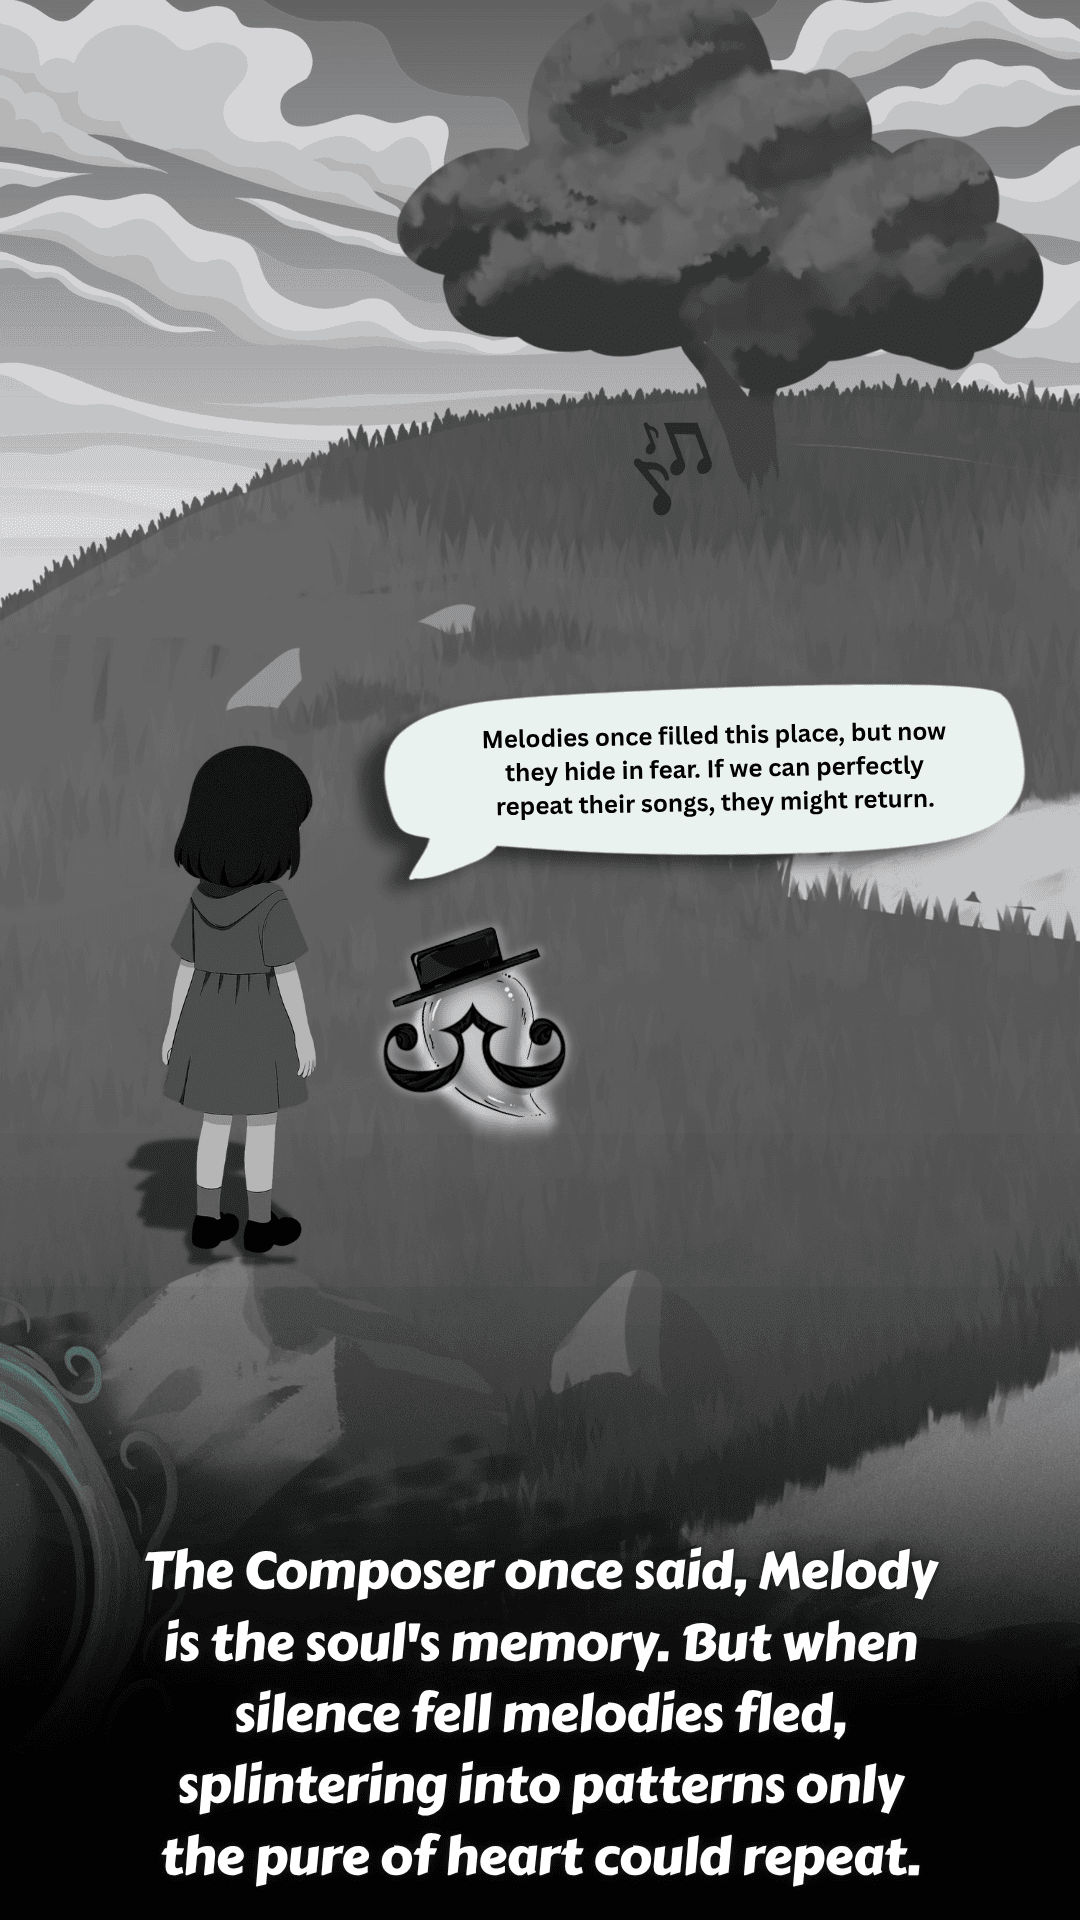 Melodies once filled this place, but now
they hide in fear. If we can perfectly
repeat their songs, they might return.
The Composer once said, Melody
is the soul's memory. But when
silence fell melodies fled,
splintering into patterns only
the pure of heart could repeat.